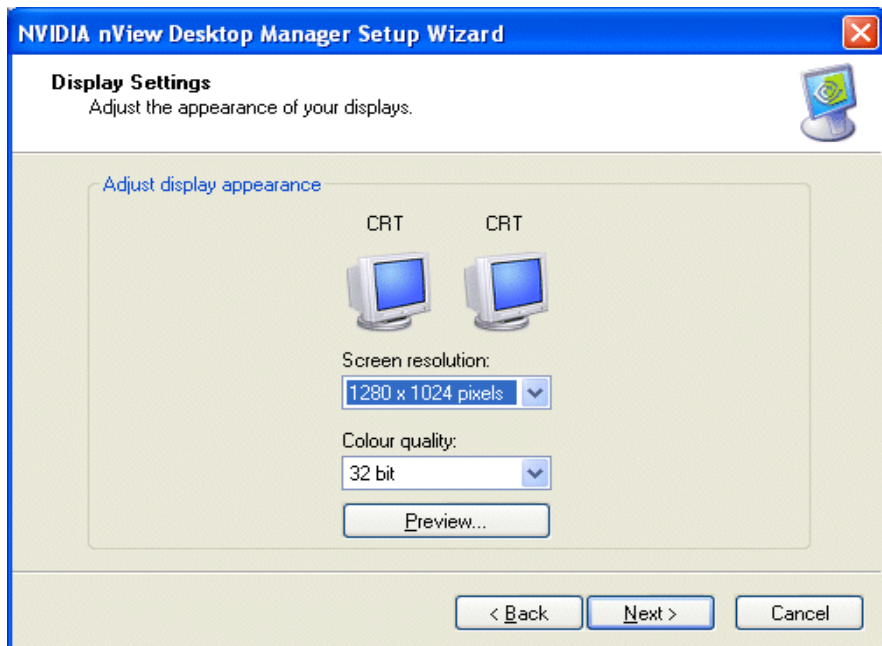 NVIDIA nView Desktop Manager Setup Wizard
Display Settings
Adjust the appearance of your displays.
Adjust display appearance
CRT CRT
Screen resolution:
1280 x 1024 pixels
Colour quality:
32 bit
Preview...
< Back Next > Cancel